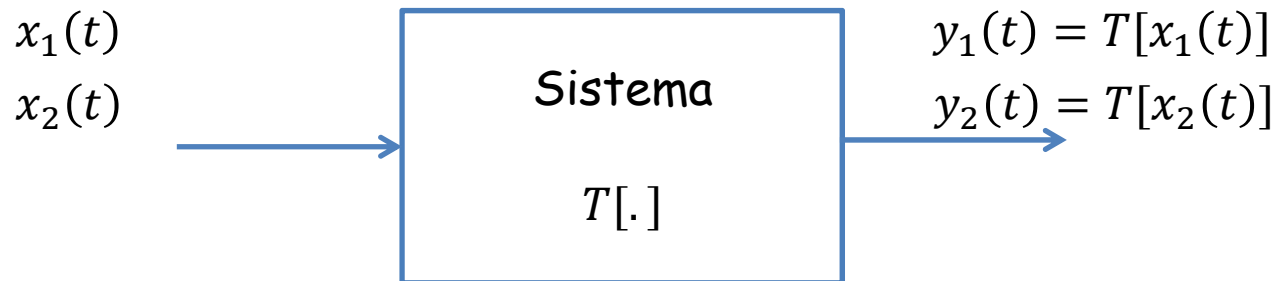 x₁(t)
x₂(t)
Sistema
T[.]
y₁(t) = T[x₁(t)]
y₂(t) = T[x₂(t)]